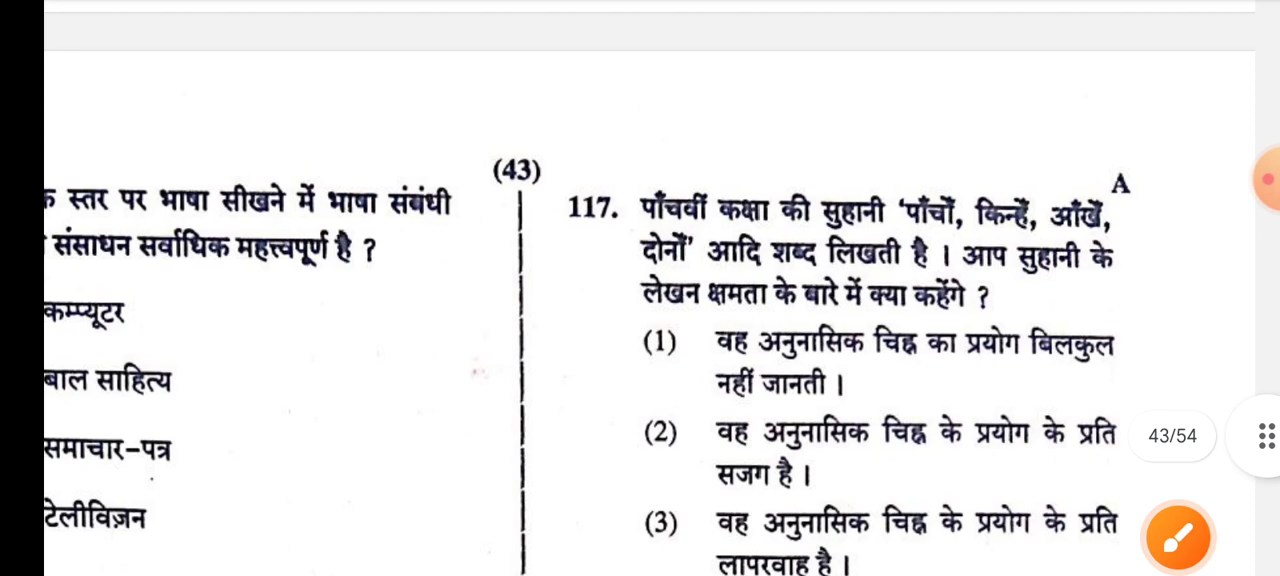 (43)
A
स्तर पर भाषा सीखने में भाषा संबंधी
संसाधन सर्वाधिक महत्त्वपूर्ण है ?
कम्प्यूटर
बाल साहित्य
समाचार-पत्र
टेलीविज़न
117. पाँचवीं कक्षा की सुहानी ‘पाँचोँ, किन्हेँ, आँखेँ,
दोनोँ’ आदि शब्द लिखती है । आप सुहानी के
लेखन क्षमता के बारे में क्या कहेंगे ?
(1) वह अनुनासिक चिह्न का प्रयोग बिलकुल
नहीं जानती ।
(2) वह अनुनासिक चिह्न के प्रयोग के प्रति
सजग है ।
(3) वह अनुनासिक चिह्न के प्रयोग के प्रति
लापरवाह है ।
43/54